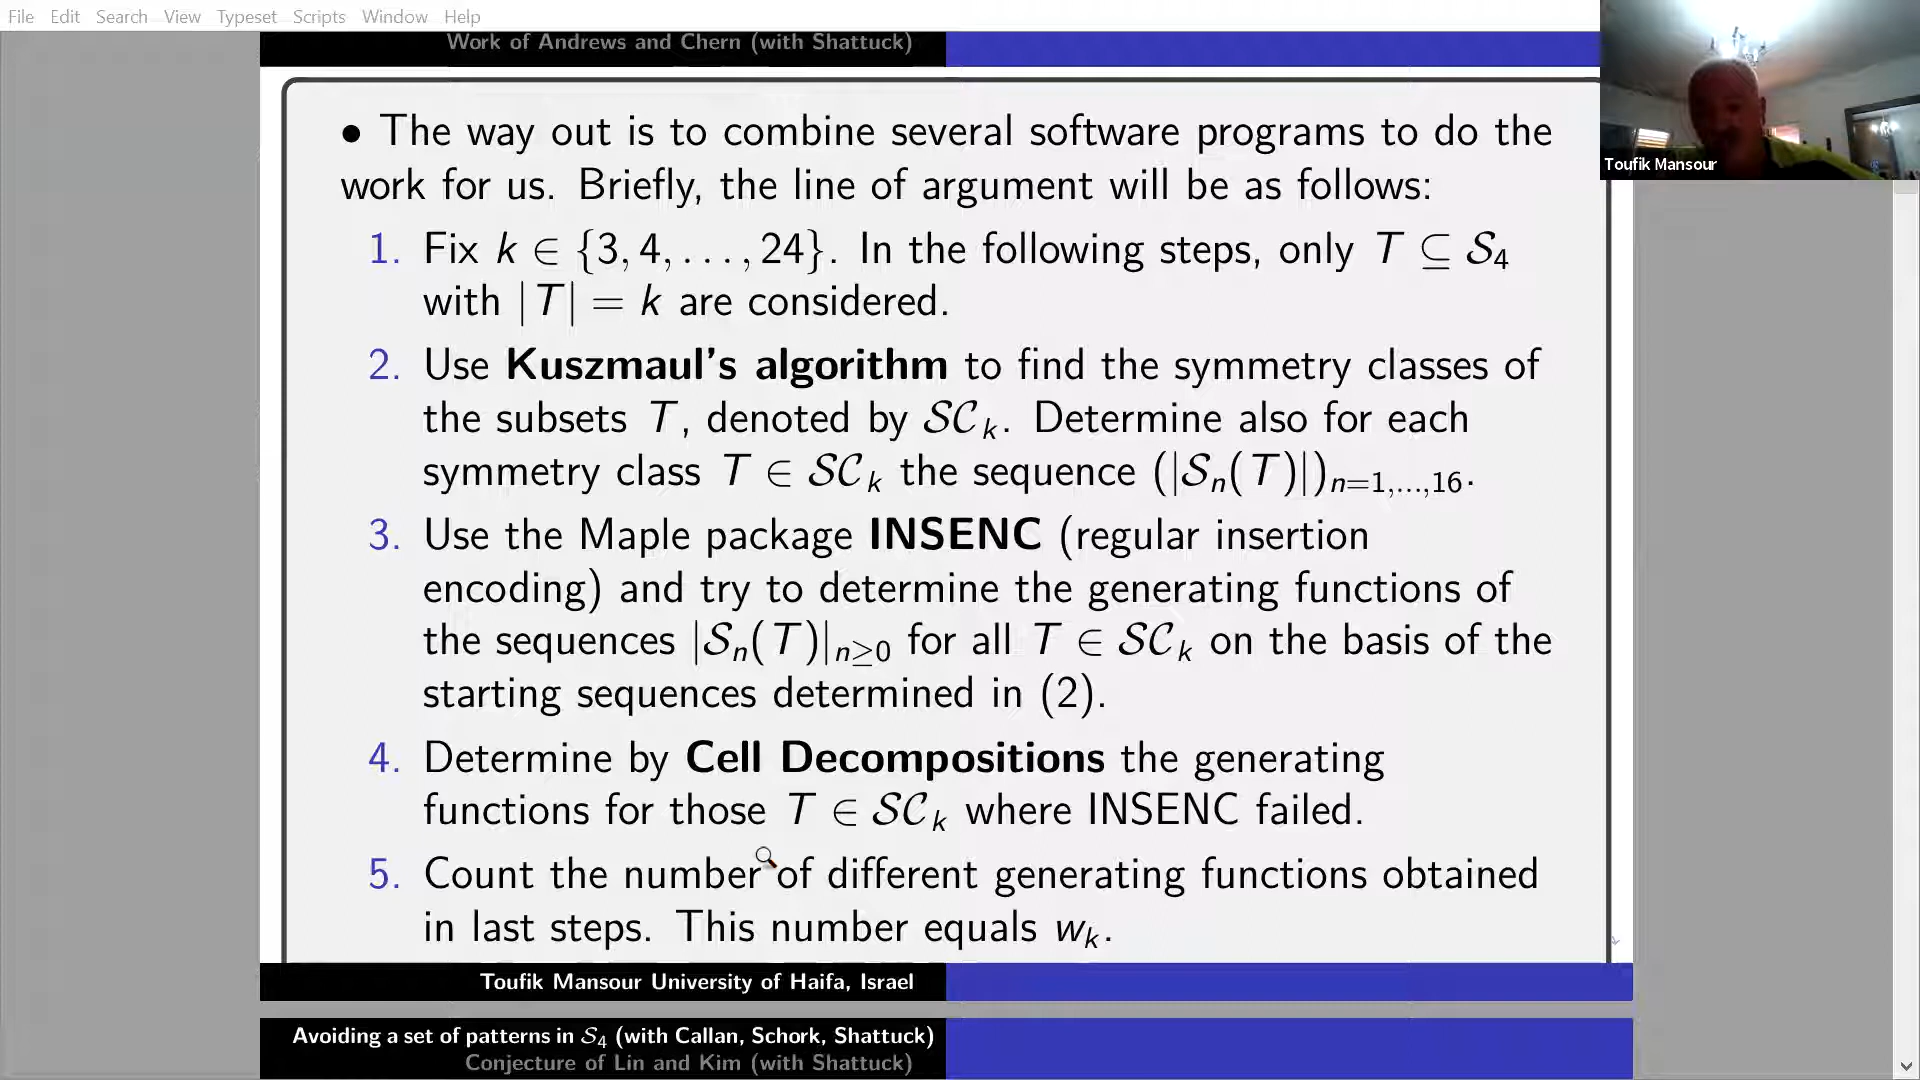 File Edit Search View Typeset Scripts Window Help
Work of Andrews and Chern (with Shattuck)
• The way out is to combine several software programs to do the
work for us. Briefly, the line of argument will be as follows:
1. Fix k ∈ {3, 4, . . . , 24}. In the following steps, only T ⊆ 𝒮₄
with |T| = k are considered.
2. Use Kuszmaul's algorithm to find the symmetry classes of
the subsets T, denoted by 𝒮𝒞ₖ. Determine also for each
symmetry class T ∈ 𝒮𝒞ₖ the sequence (|𝒮ₙ(T)|)ₙ₌₁,...,₁₆.
3. Use the Maple package INSENC (regular insertion
encoding) and try to determine the generating functions of
the sequences |𝒮ₙ(T)|ₙ≥₀ for all T ∈ 𝒮𝒞ₖ on the basis of the
starting sequences determined in (2).
4. Determine by Cell Decompositions the generating
functions for those T ∈ 𝒮𝒞ₖ where INSENC failed.
5. Count the number of different generating functions obtained
in last steps. This number equals wₖ.
Toufik Mansour University of Haifa, Israel
Avoiding a set of patterns in 𝒮₄ (with Callan, Schork, Shattuck)
Conjecture of Lin and Kim (with Shattuck)
Toufik Mansour